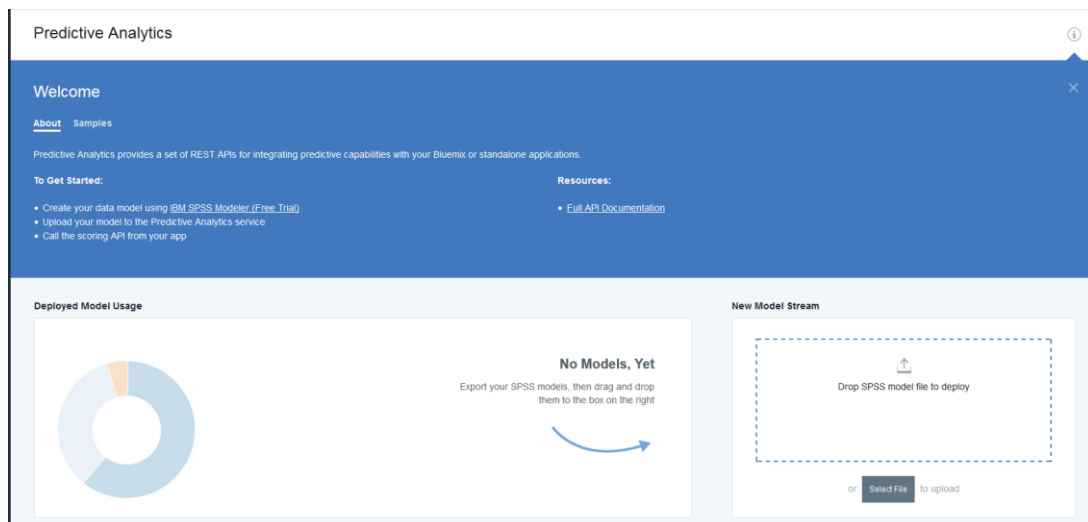 Predictive Analytics
Welcome
About Samples
Predictive Analytics provides a set of REST APIs for integrating predictive capabilities with your Bluemix or standalone applications.
To Get Started:
• Create your data model using IBM SPSS Modeler (Free Trial)
• Upload your model to the Predictive Analytics service
• Call the scoring API from your app
Resources:
• Full API Documentation
Deployed Model Usage
No Models, Yet
Export your SPSS models, then drag and drop
them to the box on the right
New Model Stream
Drop SPSS model file to deploy
or Select File to upload